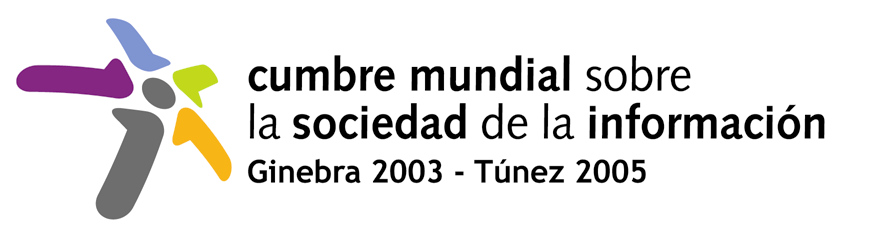 cumbre mundial sobre
la sociedad de la información
Ginebra 2003 - Túnez 2005